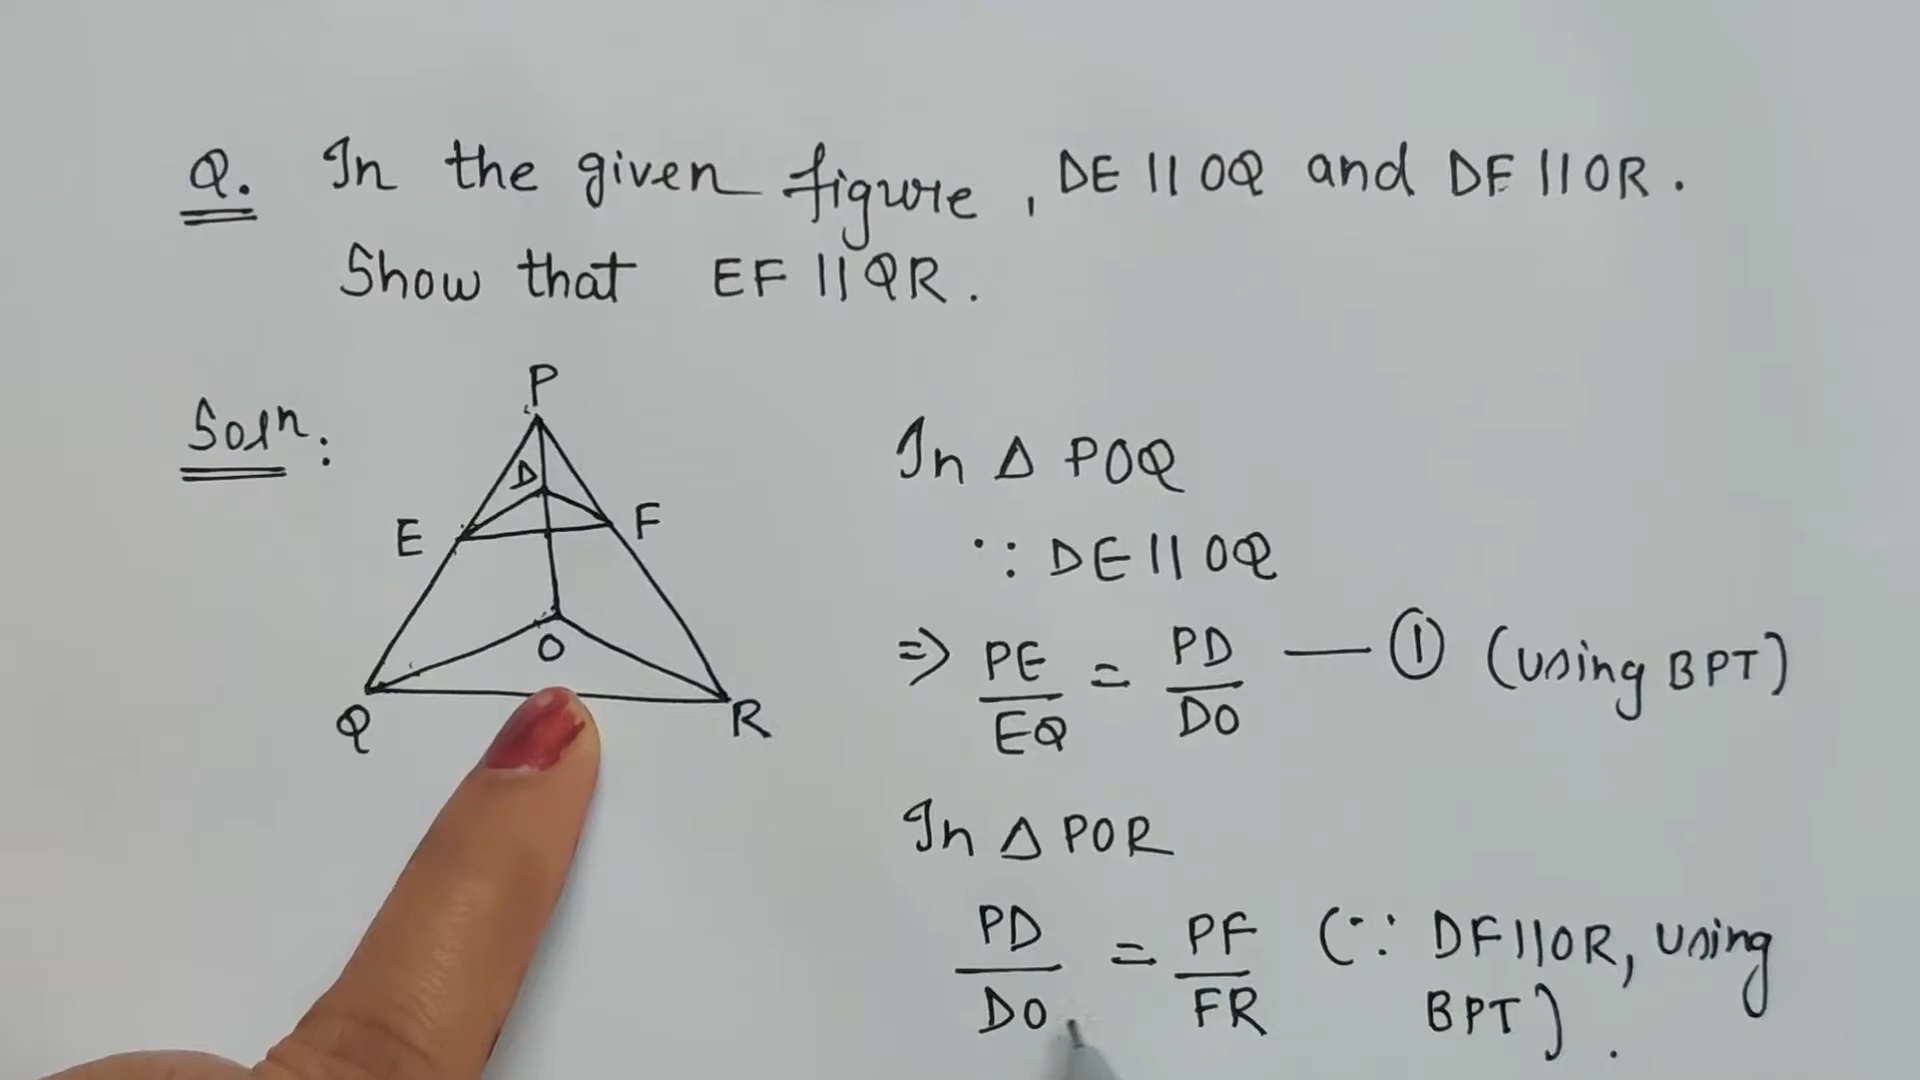 Q. In the given figure, DE || OQ and DF || OR.
Show that EF || QR.
Soln:
P
D
E
F
O
Q
R
In Δ POQ
∵ DE || OQ
⇒ PE/EQ = PD/DO — ① (using BPT)
In Δ POR
PD/DO = PF/FR (∵ DF || OR, using
BPT).